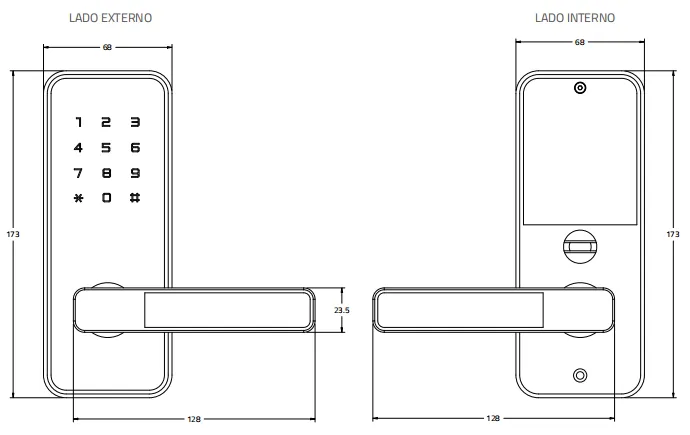 LADO EXTERNO
LADO INTERNO
68
68
1 2 3
4 5 6
7 8 9
* 0 #
173
173
23.5
128
128